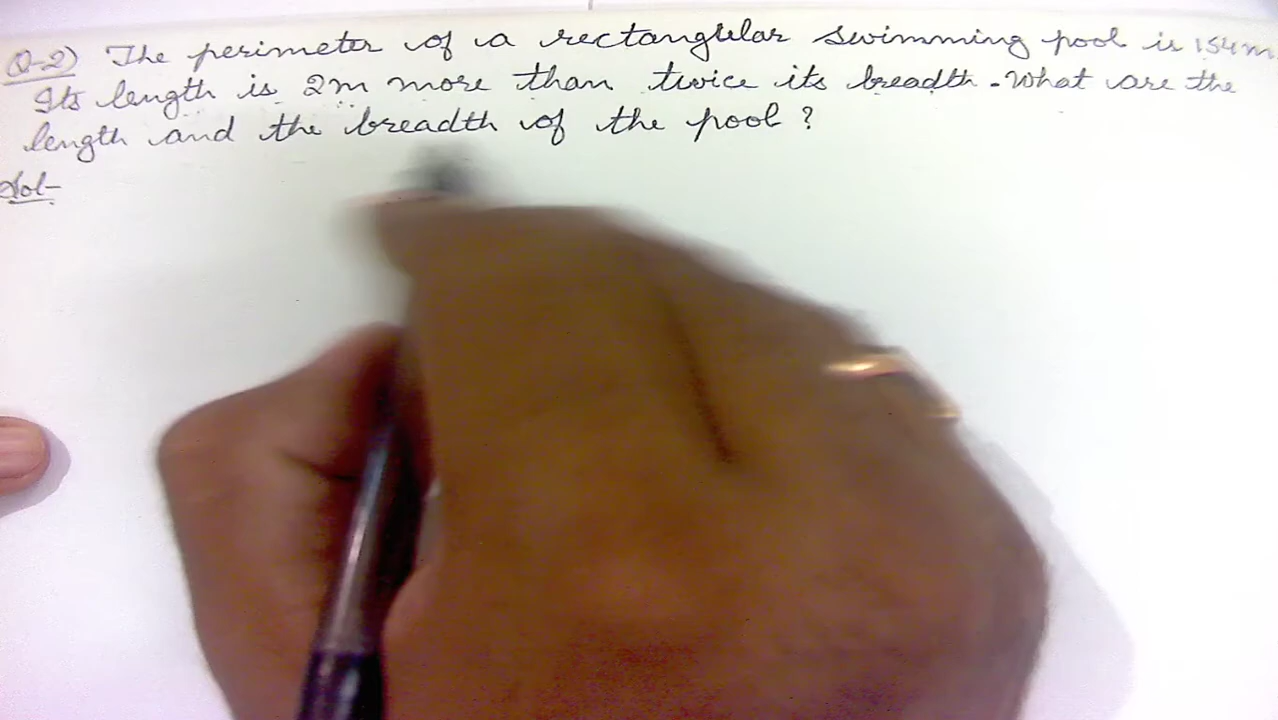 Q-2) The perimeter of a rectangular swimming pool is 154m.
Its length is 2m more than twice its breadth. What are the
length and the breadth of the pool ?
Sol-